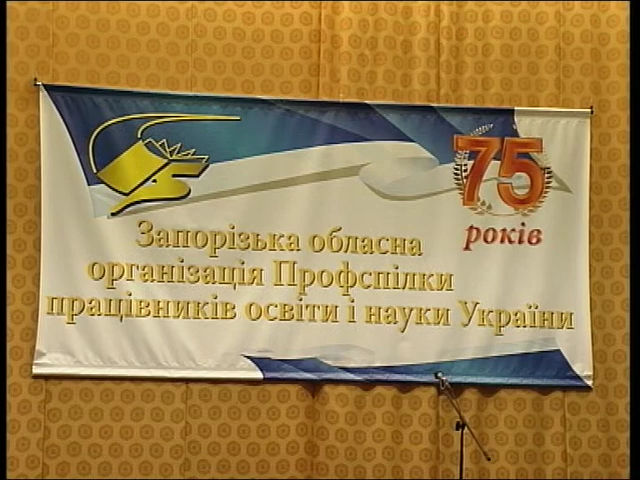 75
років
Запорізька обласна
організація Профспілки
працівників освіти і науки України